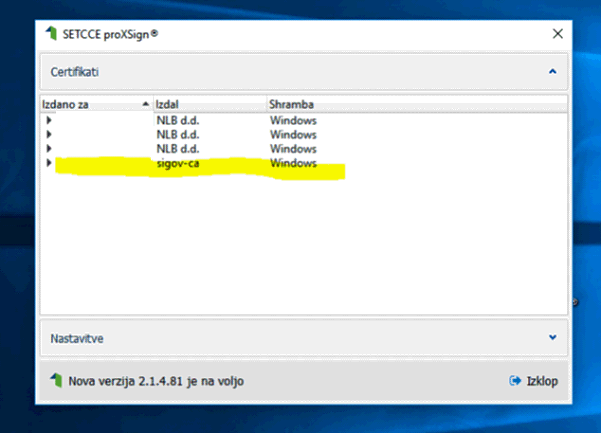 SETCCE proXSign®
Certifikati
Izdano za Izdal Shramba
NLB d.d. Windows
NLB d.d. Windows
NLB d.d. Windows
sigov-ca Windows
Nastavitve
Nova verzija 2.1.4.81 je na voljo Izklop